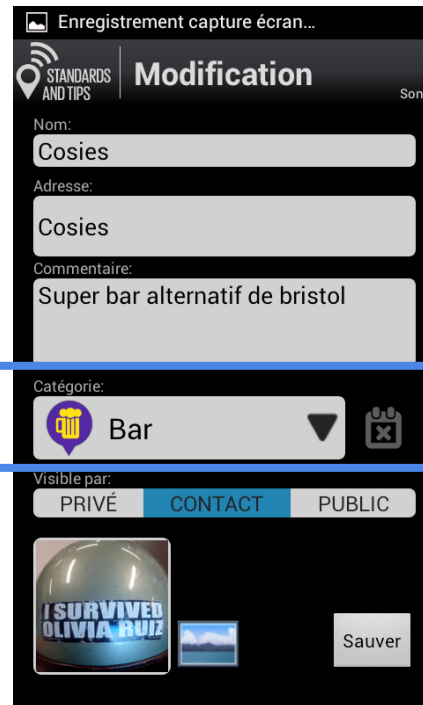 Enregistrement capture écran...
STANDARDS
AND TIPS
Modification
Son
Nom:
Cosies
Adresse:
Cosies
Commentaire:
Super bar alternatif de bristol
Catégorie:
Bar
Visible par:
PRIVÉ CONTACT PUBLIC
I SURVIVED
OLIVIA RUIZ
Sauver